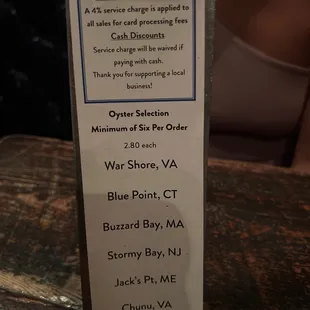 A 4% service charge is applied to
all sales for card processing fees
Cash Discounts
Service charge will be waived if
paying with cash.
Thank you for supporting a local
business!
Oyster Selection
Minimum of Six Per Order
2.80 each
War Shore, VA
Blue Point, CT
Buzzard Bay, MA
Stormy Bay, NJ
Jack's Pt, ME
Chunu, VA